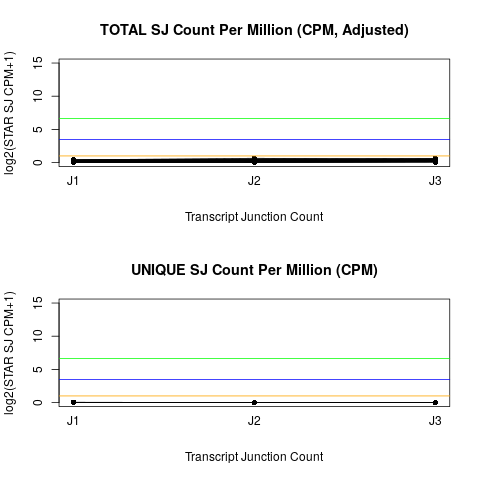 TOTAL SJ Count Per Million (CPM, Adjusted)
log2(STAR SJ CPM+1)
15
10
5
0
J1 J2 J3
Transcript Junction Count
UNIQUE SJ Count Per Million (CPM)
log2(STAR SJ CPM+1)
15
10
5
0
J1 J2 J3
Transcript Junction Count